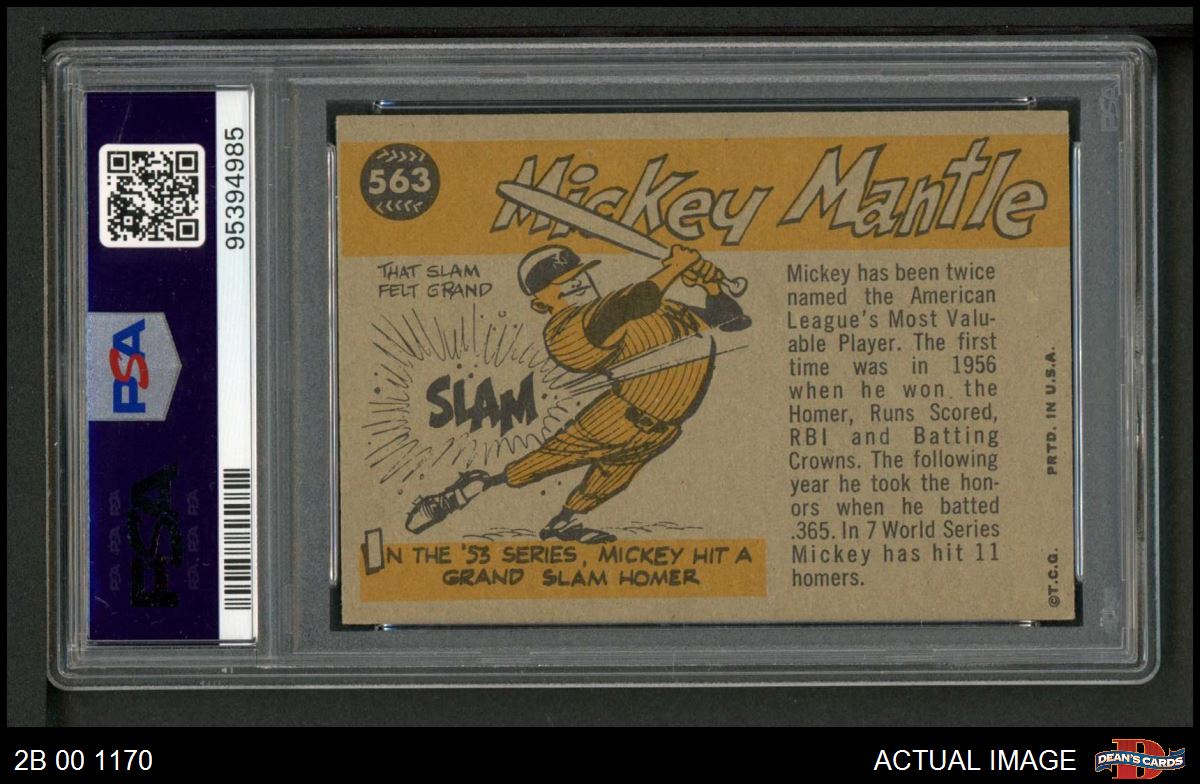 95394985
PSA
PSA
563
Mickey Mantle
THAT SLAM
FELT GRAND
SLAM
IN THE '53 SERIES, MICKEY HIT A
GRAND SLAM HOMER
Mickey has been twice
named the American
League's Most Valu-
able Player. The first
time was in 1956
when he won the
Homer, Runs Scored,
RBI and Batting
Crowns. The following
year he took the hon-
ors when he batted
.365. In 7 World Series
Mickey has hit 11
homers.
©T.C.G. PRTD. IN U.S.A.
2B 00 1170
ACTUAL IMAGE
DEAN'S CARDS